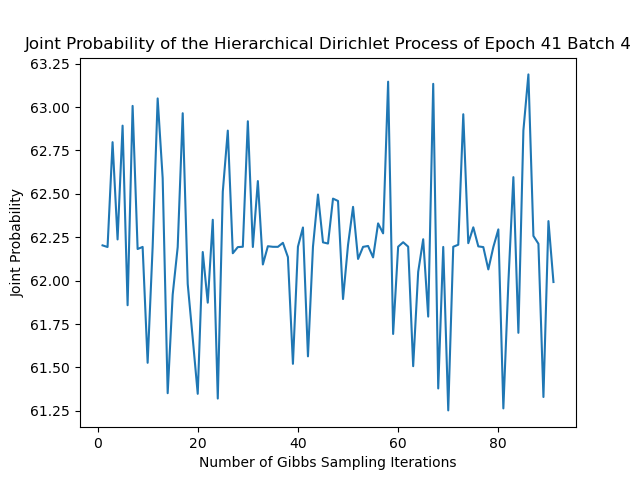 Joint Probability of the Hierarchical Dirichlet Process of Epoch 41 Batch 4
63.25
63.00
62.75
62.50
62.25
62.00
61.75
61.50
61.25
Joint Probability
0 20 40 60 80
Number of Gibbs Sampling Iterations